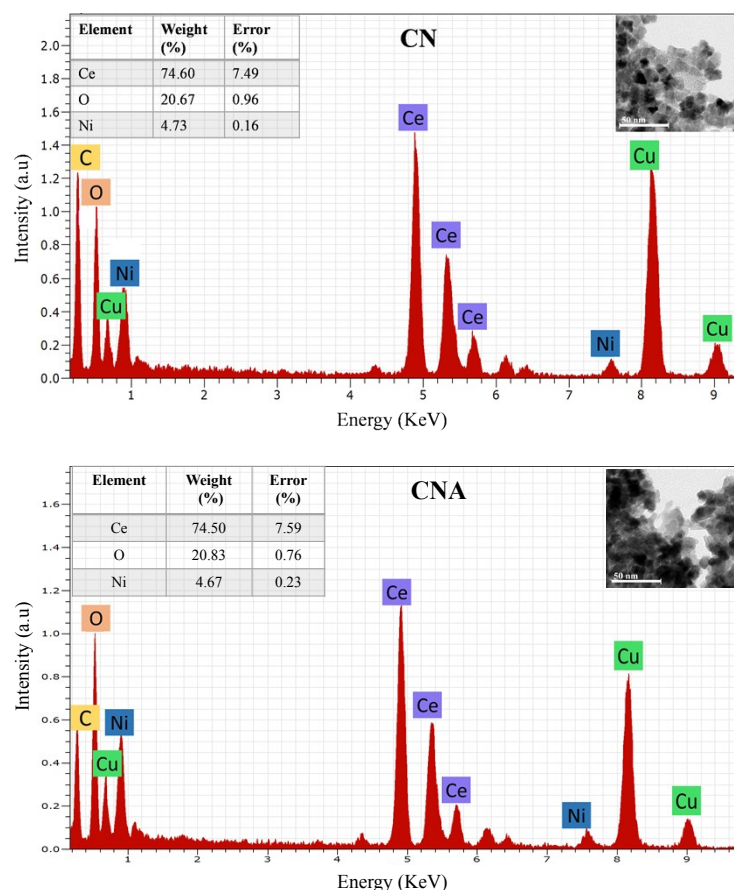 CN
Element Weight (%) Error (%)
Ce 74.60 7.49
O 20.67 0.96
Ni 4.73 0.16
50 nm
Intensity (a.u)
2.0
1.8
1.6
1.4
1.2
1.0
0.8
0.6
0.4
0.2
0.0
C
O
Cu
Ni
Ce
Ce
Ce
Ni
Cu
Cu
1 2 3 4 5 6 7 8 9
Energy (KeV)
CNA
Element Weight (%) Error (%)
Ce 74.50 7.59
O 20.83 0.76
Ni 4.67 0.23
50 nm
Intensity (a.u)
1.6
1.4
1.2
1.0
0.8
0.6
0.4
0.2
0.0
C
O
Cu
Ni
Ce
Ce
Ce
Ni
Cu
Cu
1 2 3 4 5 6 7 8 9
Energy (KeV)